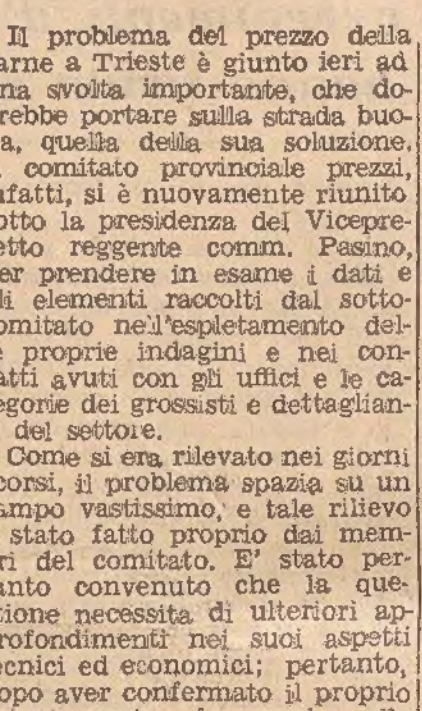 Il problema del prezzo della
arne a Trieste è giunto ieri ad
na svolta importante, che do-
rebbe portare sulla strada buo-
a, quella della sua soluzione.
comitato provinciale prezzi,
nfatti, si è nuovamente riunito
otto la presidenza del Vicepre-
etto reggente comm. Pasino,
er prendere in esame i dati e
li elementi raccolti dal sotto-
omitato nell'espletamento del-
e proprie indagini e nei con-
atti avuti con gli uffici e le ca-
egorie dei grossisti e dettaglian-
del settore.
Come si era rilevato nei giorni
corsi, il problema spazia su un
ampo vastissimo, e tale rilievo
stato fatto proprio dai mem-
ri del comitato. E' stato per-
anto convenuto che la que-
tione necessita di ulteriori ap-
rofondimenti nei suoi aspetti
ecnici ed economici; pertanto,
opo aver confermato il proprio